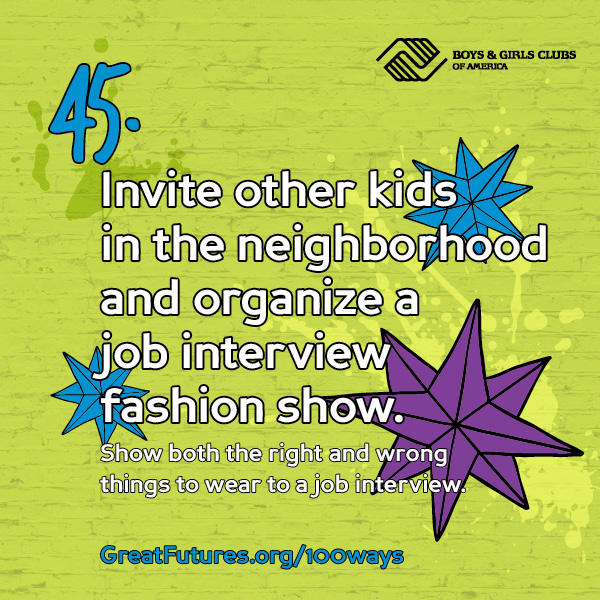 BOYS & GIRLS CLUBS
OF AMERICA
45.
Invite other kids
in the neighborhood
and organize a
job interview
fashion show.
Show both the right and wrong
things to wear to a job interview.
GreatFutures.org/100ways